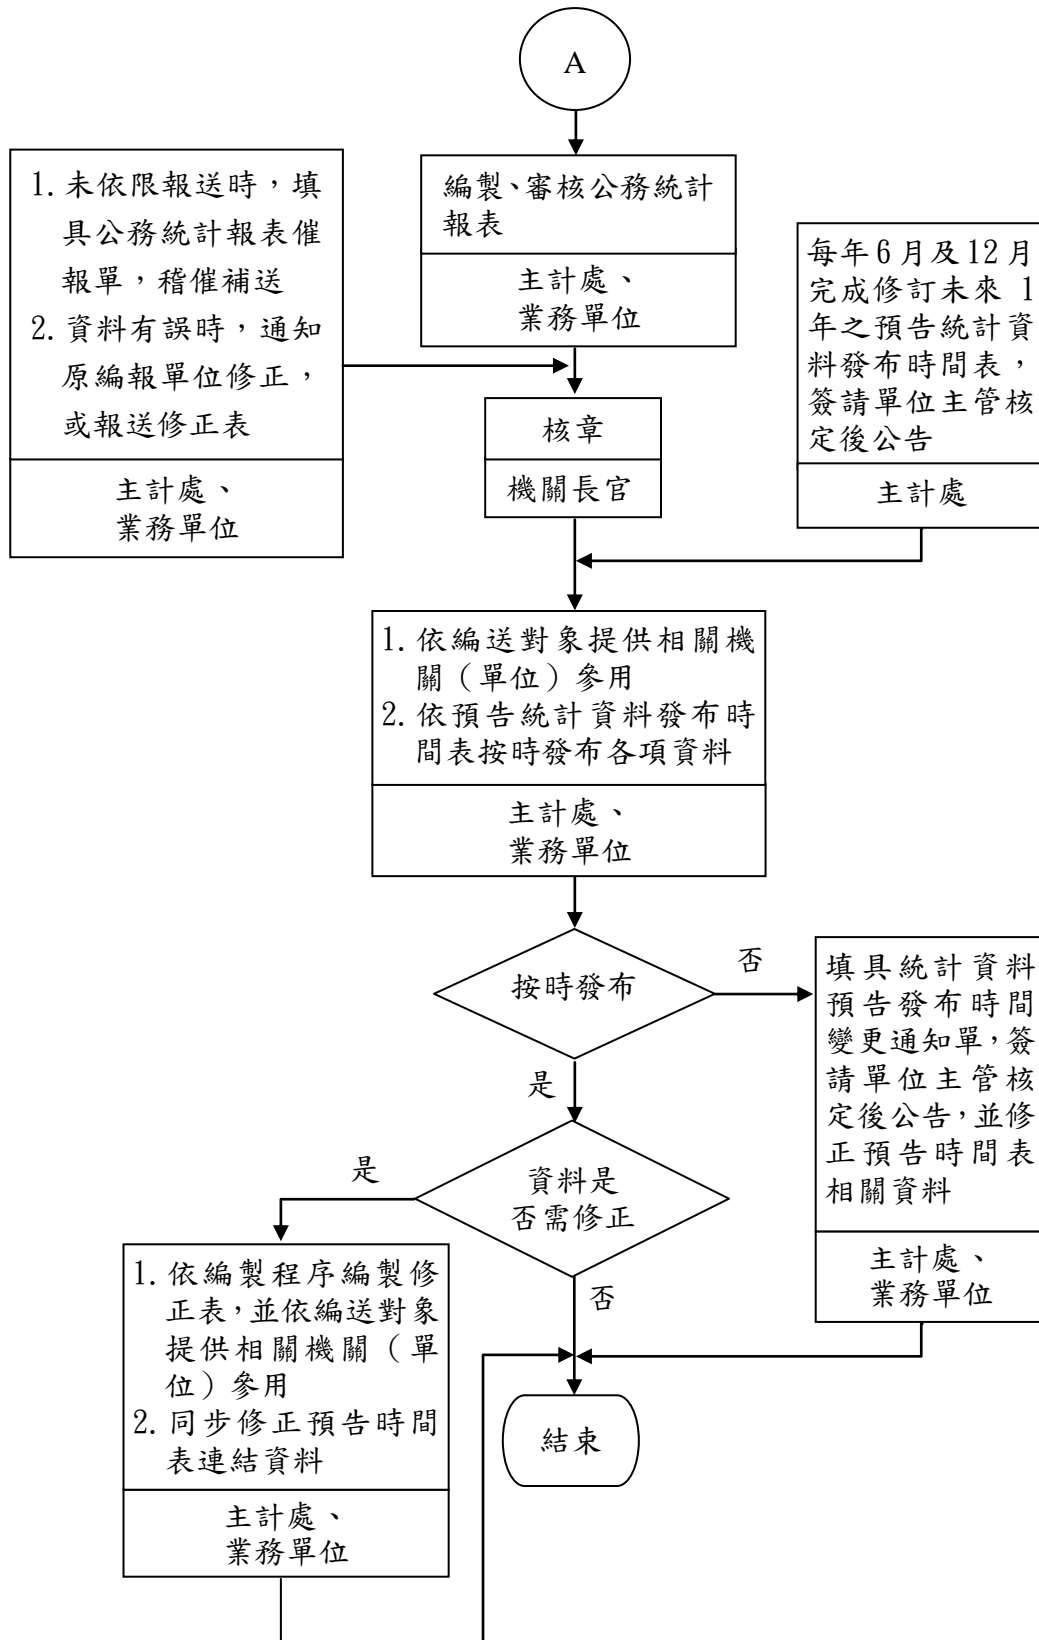 A
編製、審核公務統計
報表
主計處、
業務單位
1. 未依限報送時，填
具公務統計報表催
報單，稽催補送
2. 資料有誤時，通知
原編報單位修正，
或報送修正表
主計處、
業務單位
每年6月及12月
完成修訂未來 1
年之預告統計資
料發布時間表，
簽請單位主管核
定後公告
主計處
核章
機關長官
1. 依編送對象提供相關機
關（單位）參用
2. 依預告統計資料發布時
間表按時發布各項資料
主計處、
業務單位
按時發布
否
填具統計資料
預告發布時間
變更通知單，簽
請單位主管核
定後公告，並修
正預告時間表
相關資料
主計處、
業務單位
是
資料是
否需修正
是
1. 依編製程序編製修
正表，並依編送對象
提供相關機關（單
位）參用
2. 同步修正預告時間
表連結資料
主計處、
業務單位
否
結束